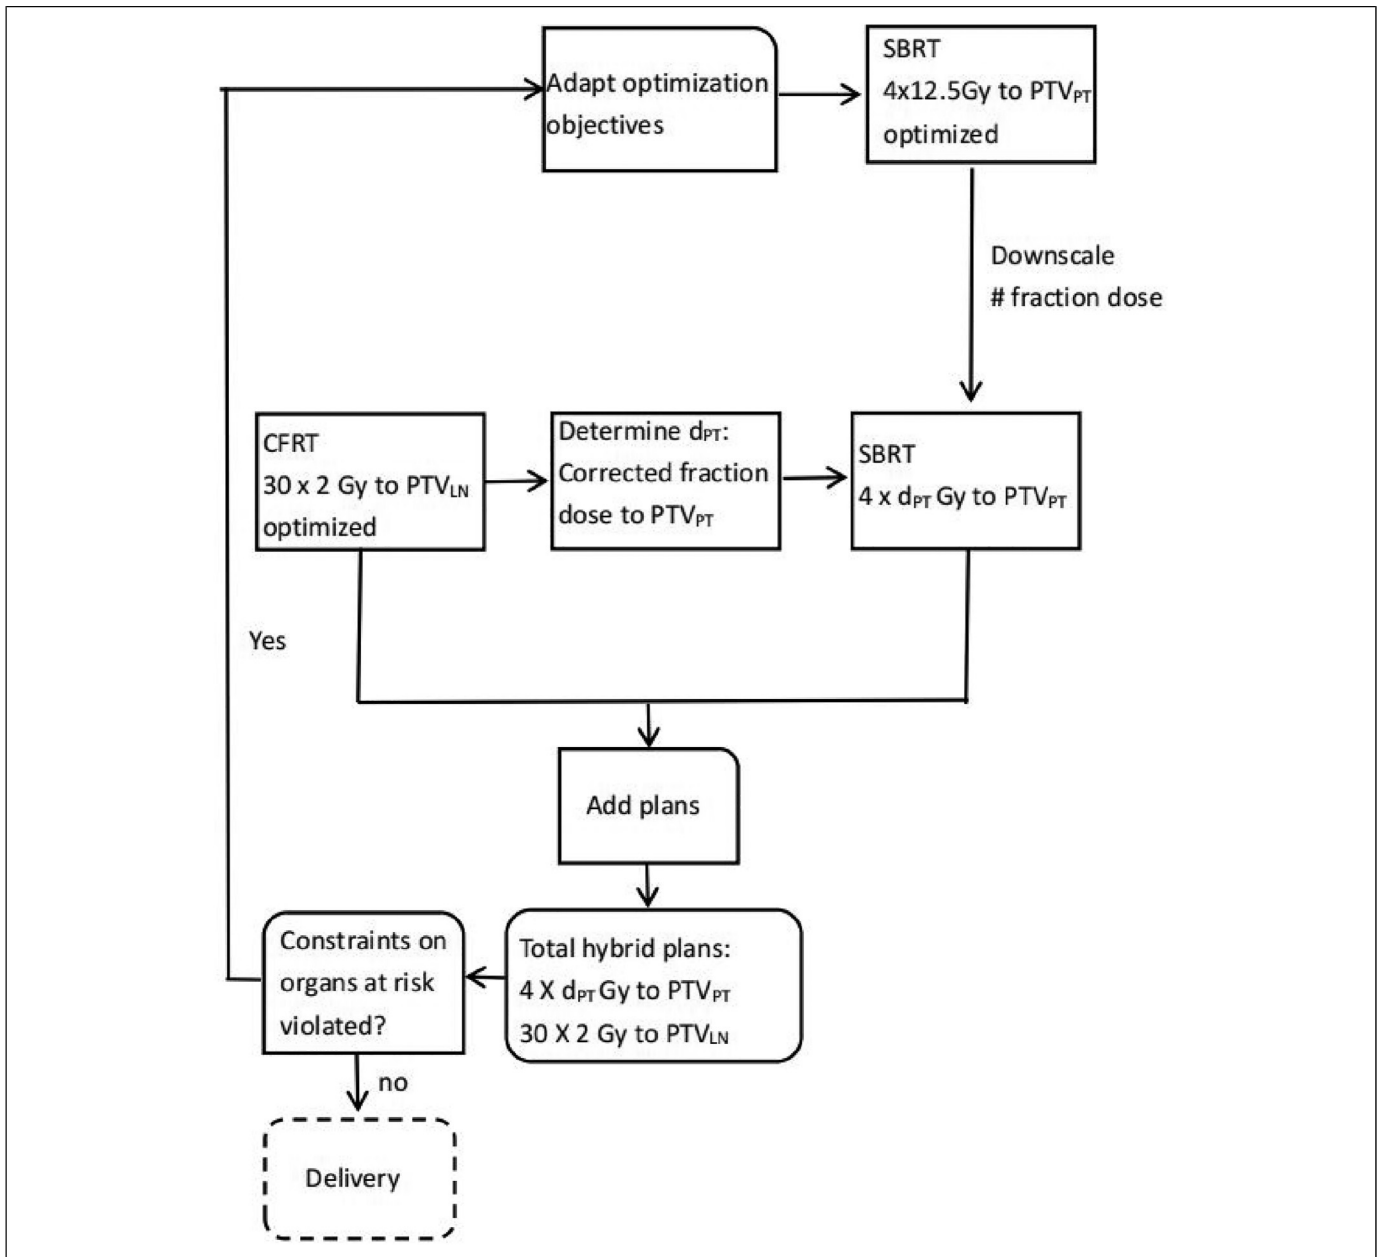 Adapt optimization
objectives
SBRT
4x12.5Gy to PTVPT
optimized
Downscale
# fraction dose
CFRT
30 x 2 Gy to PTVLN
optimized
Determine dPT:
Corrected fraction
dose to PTVPT
SBRT
4 x dPT Gy to PTVPT
Yes
Add plans
Constraints on
organs at risk
violated?
Total hybrid plans:
4 X dPT Gy to PTVPT
30 X 2 Gy to PTVLN
no
Delivery